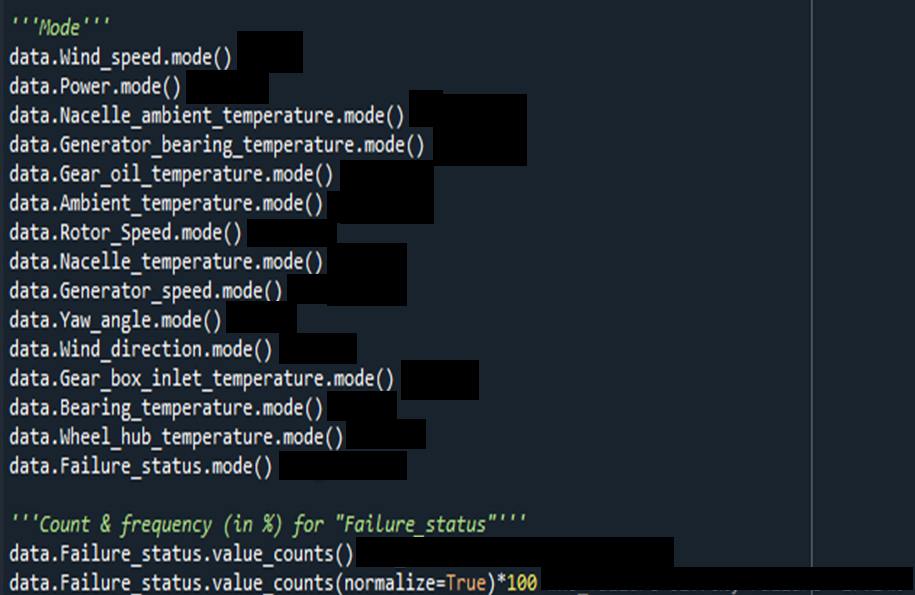 '''Mode'''
data.Wind_speed.mode()
data.Power.mode()
data.Nacelle_ambient_temperature.mode()
data.Generator_bearing_temperature.mode()
data.Gear_oil_temperature.mode()
data.Ambient_temperature.mode()
data.Rotor_Speed.mode()
data.Nacelle_temperature.mode()
data.Generator_speed.mode()
data.Yaw_angle.mode()
data.Wind_direction.mode()
data.Gear_box_inlet_temperature.mode()
data.Bearing_temperature.mode()
data.Wheel_hub_temperature.mode()
data.Failure_status.mode()
'''Count & frequency (in %) for "Failure_status"'''
data.Failure_status.value_counts()
data.Failure_status.value_counts(normalize=True)*100